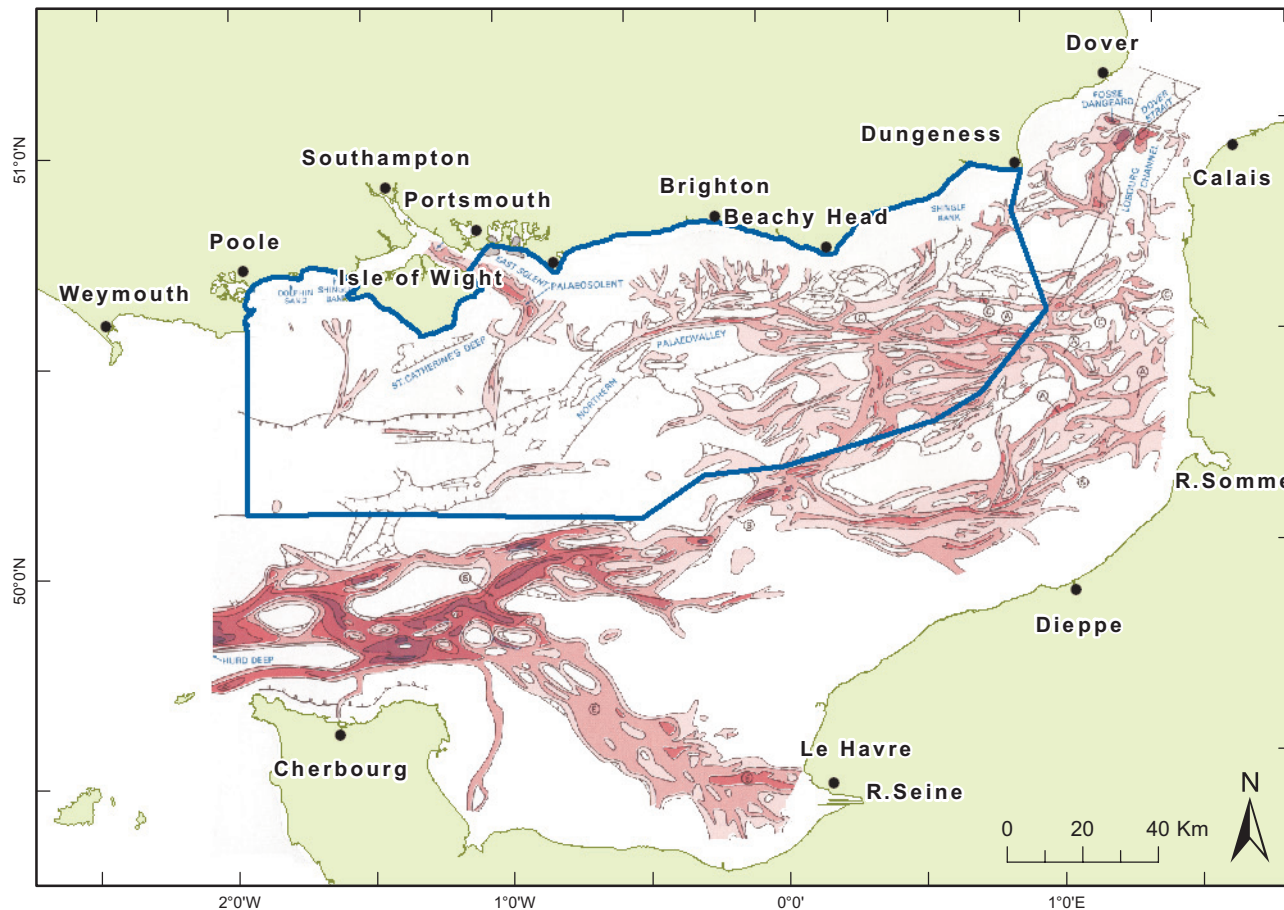 Dover
FOSSE
DANGEARD
DOVER
STRAIT
51°0'N
Southampton
Dungeness
Calais
LOBOURG
CHANNEL
Portsmouth
Brighton
Beachy Head
SHINGLE
BANK
Poole
Isle of Wight
EAST SOLENT
PALAEOSOLENT
Weymouth
DOLPHIN
SAND
SHINGLES
BANK
ST. CATHERINE'S DEEP
NORTHERN
PALAEOVALLEY
R.Somme
50°0'N
Dieppe
HURD DEEP
Cherbourg
Le Havre
R.Seine
N
0 20 40 Km
2°0'W
1°0'W
0°0'
1°0'E